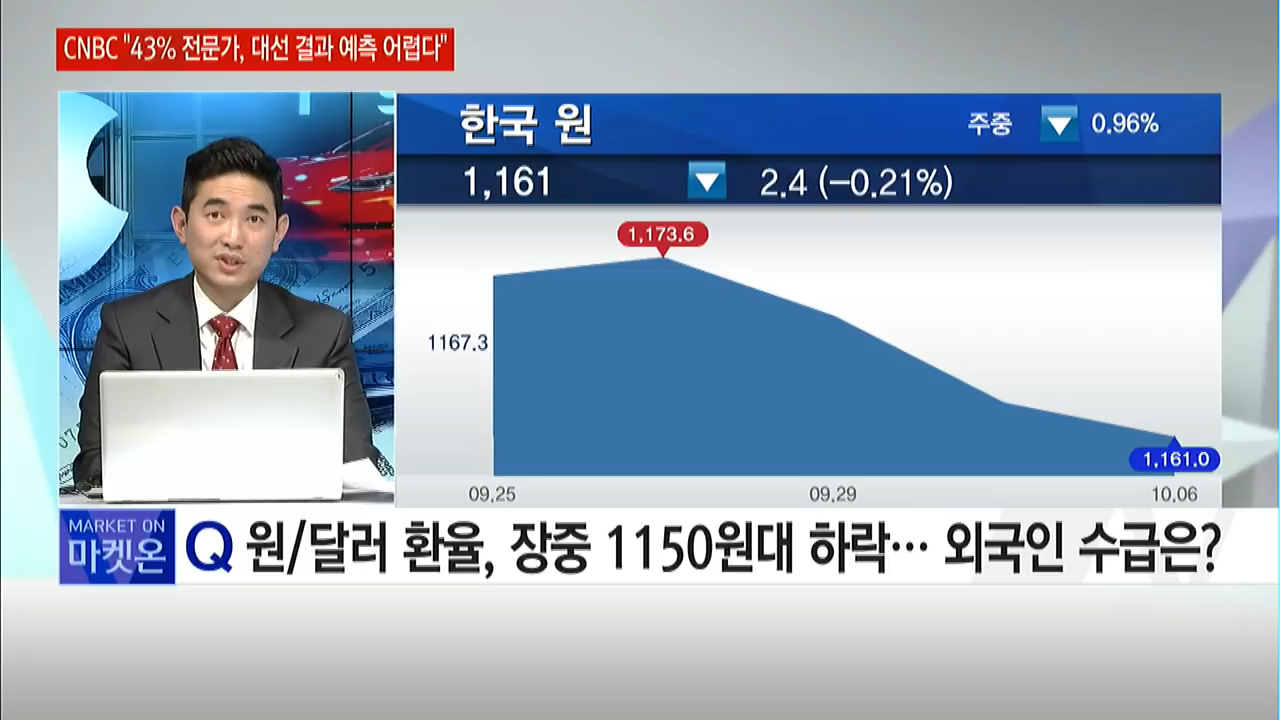 CNBC "43% 전문가, 대선 결과 예측 어렵다"
한국 원
주중 ▼ 0.96%
1,161 ▼ 2.4 (-0.21%)
1,173.6
1167.3
1,161.0
09.25 09.29 10.06
MARKET ON
마켓온
Q 원/달러 환율, 장중 1150원대 하락… 외국인 수급은?